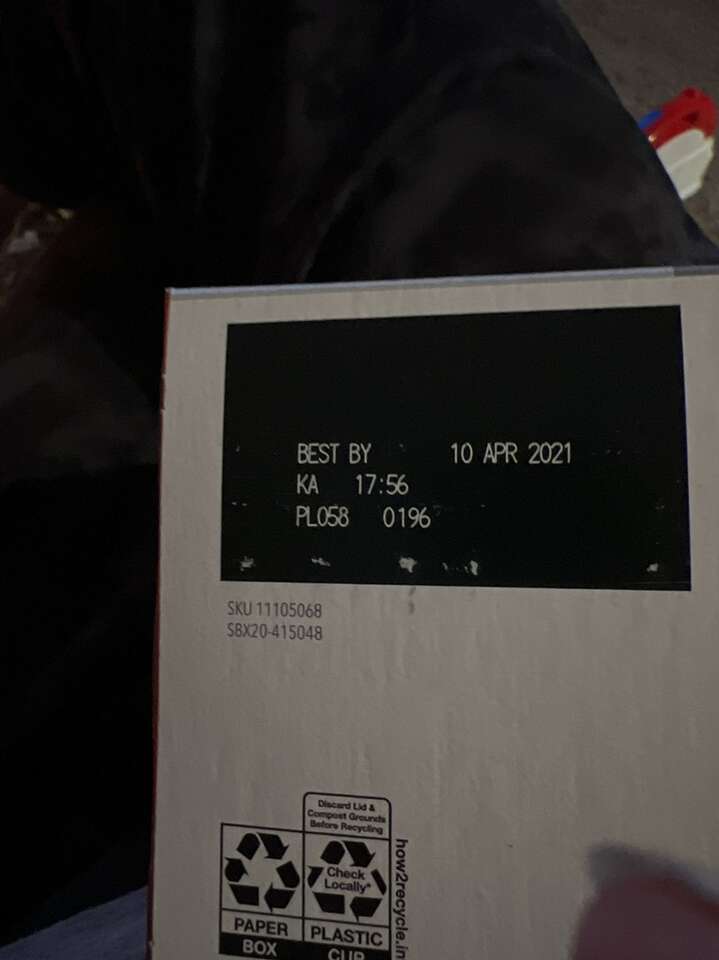 BEST BY 10 APR 2021
KA 17:56
PL058 0196
SKU 11105068
SBX20-415048
Discard Lid &
Compost Grounds
Before Recycling
Check
Locally*
PAPER
BOX
PLASTIC
CUP
how2recycle.in